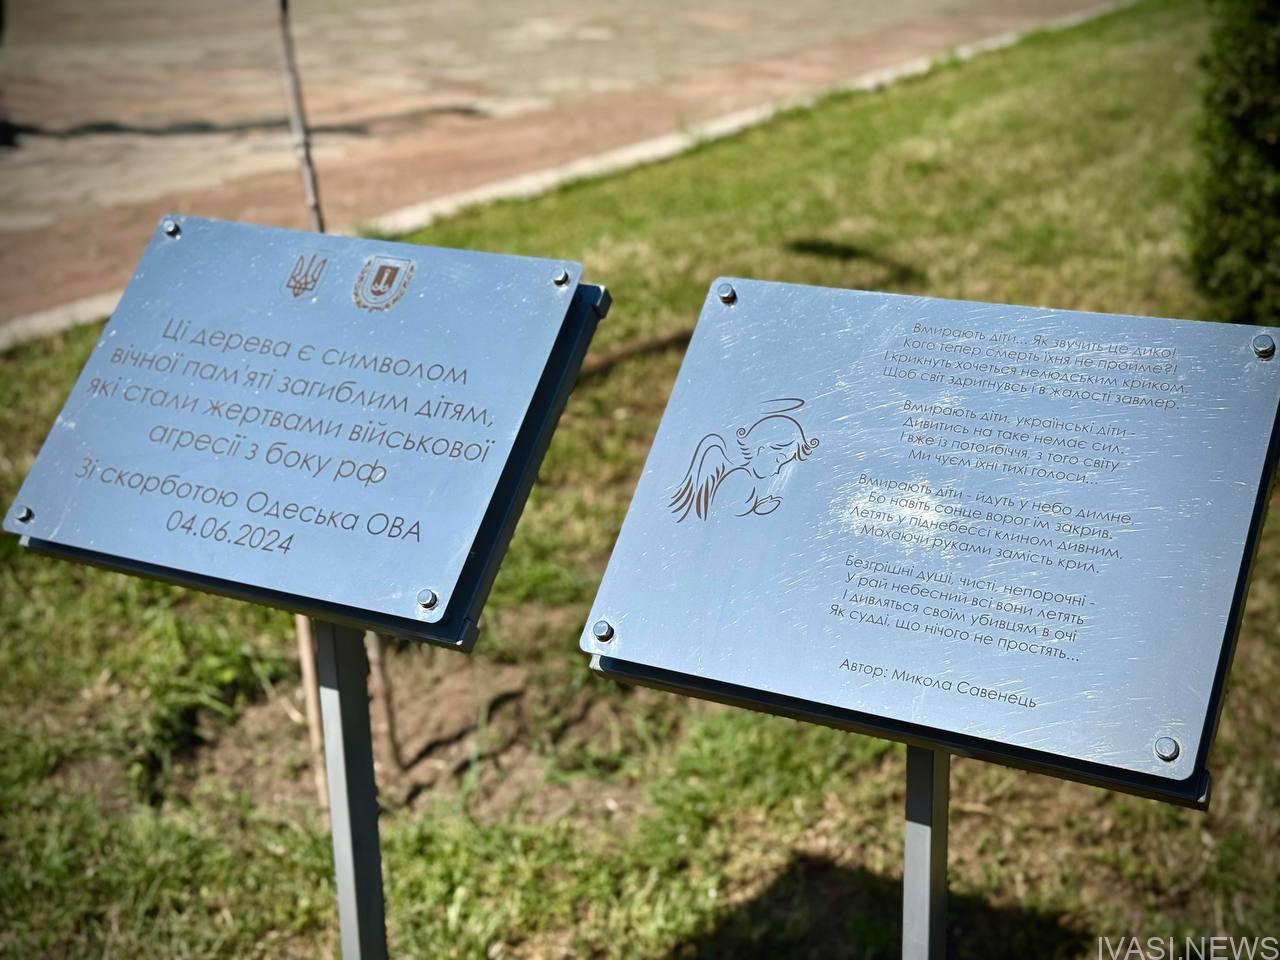 Ці дерева є символом
вічної пам'яті загиблим дітям,
які стали жертвами військової
агресії з боку рф
Зі скорботою Одеська ОВА
04.06.2024
Вмирають діти... Як звучить це дико!
Кого тепер смерть їхня не пройме?!
І крикнуть хочеться нелюдським криком
Щоб світ здригнувсь і в жалості завмер.
Вмирають діти, українські діти -
Дивитись на таке немає сил.
І вже із потойбіччя, з того світу
Ми чуєм їхні тихі голоси...
Вмирають діти - йдуть у небо димне,
Бо навіть сонце ворог їм закрив.
Летять у піднебессі клином дивним,
Махаючи руками замість крил.
Безгрішні душі, чисті, непорочні -
У рай небесний всі вони летять
І дивляться своїм убивцям в очі
Як судді, що нічого не простять...
Автор: Микола Савенець
IVASI.NEWS